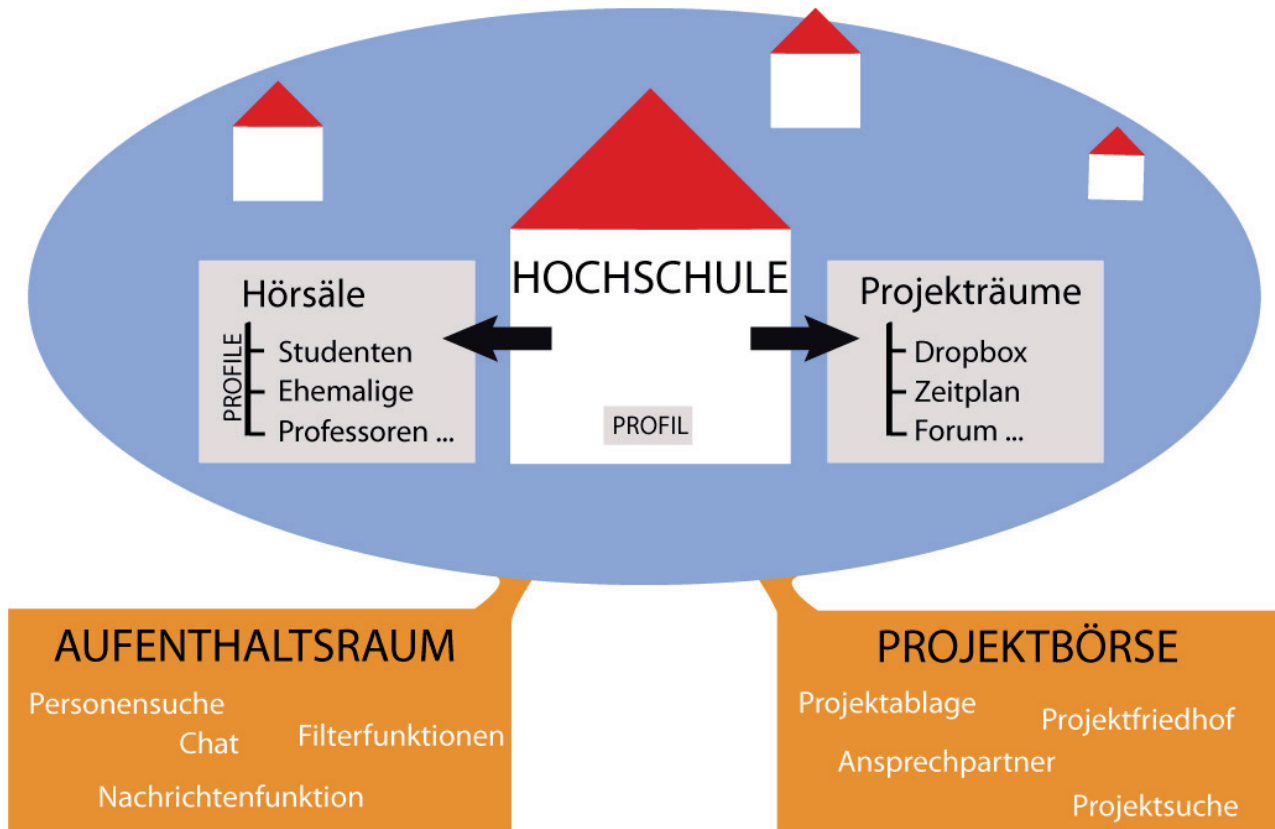 HOCHSCHULE
PROFIL
Hörsäle
PROFILE
Studenten
Ehemalige
Professoren ...
Projekträume
Dropbox
Zeitplan
Forum ...
AUFENTHALTSRAUM
Personensuche
Chat
Filterfunktionen
Nachrichtenfunktion
PROJEKTBÖRSE
Projektablage
Projektfriedhof
Ansprechpartner
Projektsuche